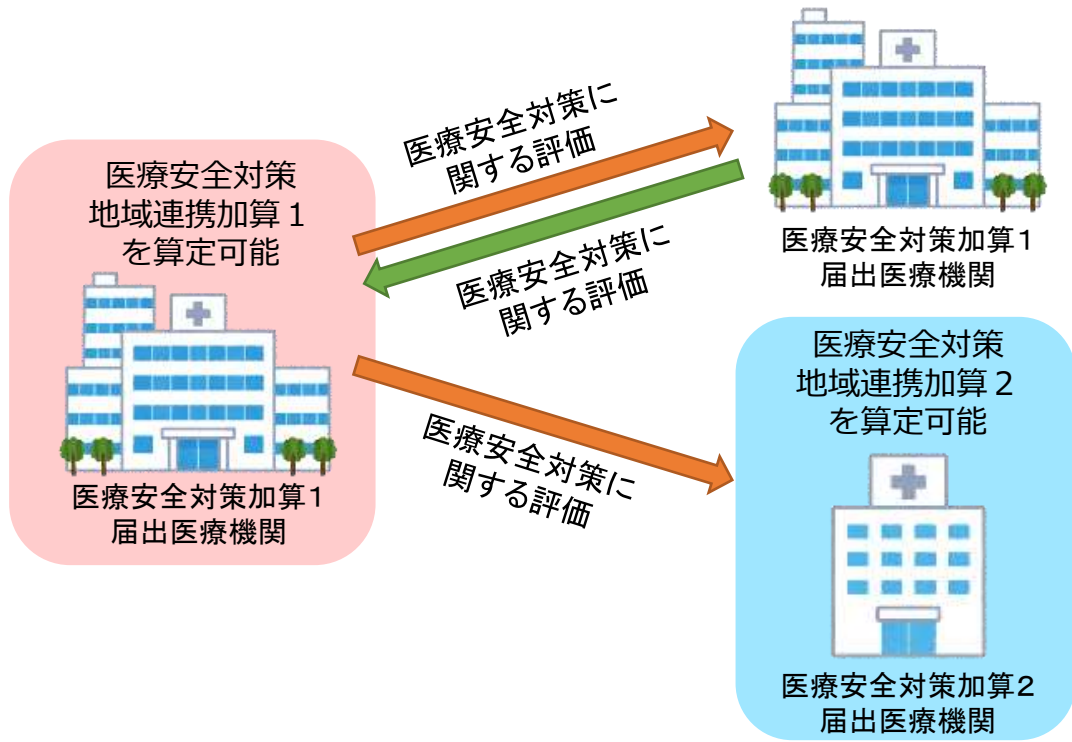 医療安全対策
地域連携加算１
を算定可能
医療安全対策加算1
届出医療機関
医療安全対策に
関する評価
医療安全対策に
関する評価
医療安全対策に
関する評価
医療安全対策加算1
届出医療機関
医療安全対策
地域連携加算２
を算定可能
医療安全対策加算2
届出医療機関